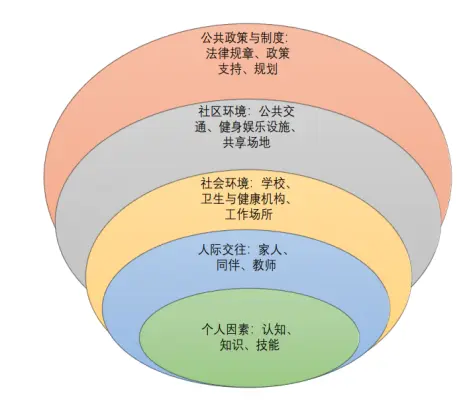 公共政策与制度：
法律规章、政策
支持、规划
社区环境：公共交
通、健身娱乐设施、
共享场地
社会环境：学校、
卫生与健康机构、
工作场所
人际交往：家人、
同伴、教师
个人因素：认知、
知识、技能